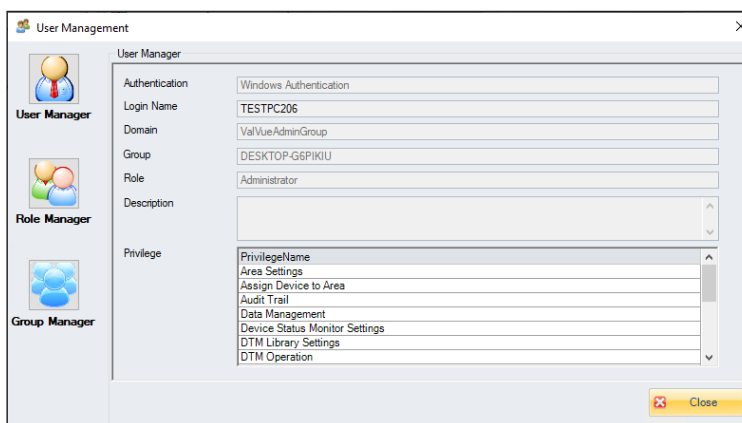 User Management
User Manager
Authentication Windows Authentication
Login Name TESTPC206
Domain ValVueAdminGroup
Group DESKTOP-G6PIKIU
Role Administrator
Description
Privilege PrivilegeName
Area Settings
Assign Device to Area
Audit Trail
Data Management
Device Status Monitor Settings
DTM Library Settings
DTM Operation
User Manager
Role Manager
Group Manager
Close